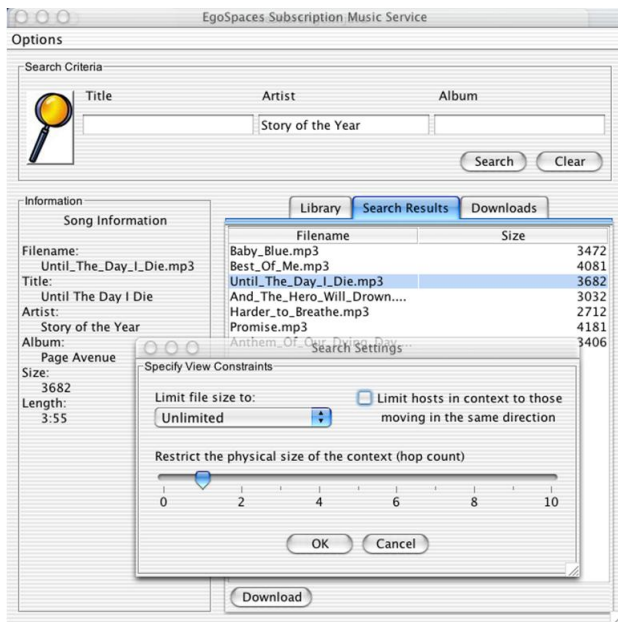 EgoSpaces Subscription Music Service
Options
Search Criteria
Title Artist Album
Story of the Year
Search Clear
Information
Song Information
Filename:
Until_The_Day_I_Die.mp3
Title:
Until The Day I Die
Artist:
Story of the Year
Album:
Page Avenue
Size:
3682
Length:
3:55
Library Search Results Downloads
Filename Size
Baby_Blue.mp3 3472
Best_Of_Me.mp3 4081
Until_The_Day_I_Die.mp3 3682
And_The_Hero_Will_Drown.... 3032
Harder_to_Breathe.mp3 2712
Promise.mp3 4181
Anthem_Of_Our_Dying_Day.... 3406
Search Settings
Specify View Constraints
Limit file size to:
Unlimited
Limit hosts in context to those
moving in the same direction
Restrict the physical size of the context (hop count)
0 2 4 6 8 10
OK Cancel
Download